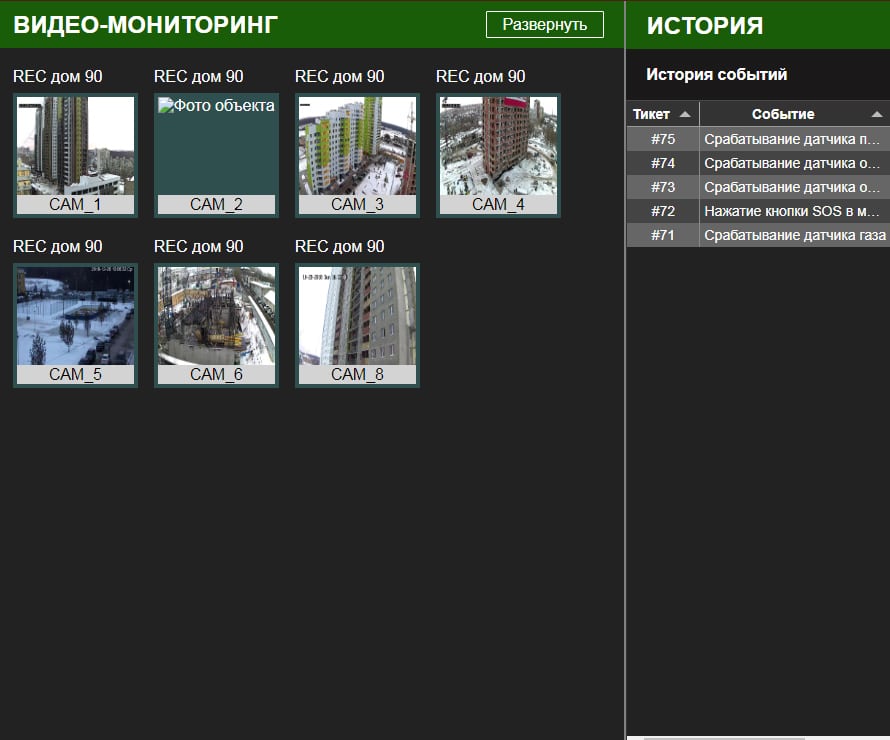 ВИДЕО-МОНИТОРИНГ
Развернуть
REC дом 90
REC дом 90
REC дом 90
REC дом 90
CAM_1
Фото объекта
CAM_2
CAM_3
CAM_4
REC дом 90
REC дом 90
REC дом 90
CAM_5
CAM_6
CAM_8
ИСТОРИЯ
История событий
Тикет Событие
#75 Срабатывание датчика п...
#74 Срабатывание датчика о...
#73 Срабатывание датчика о...
#72 Нажатие кнопки SOS в м...
#71 Срабатывание датчика газа